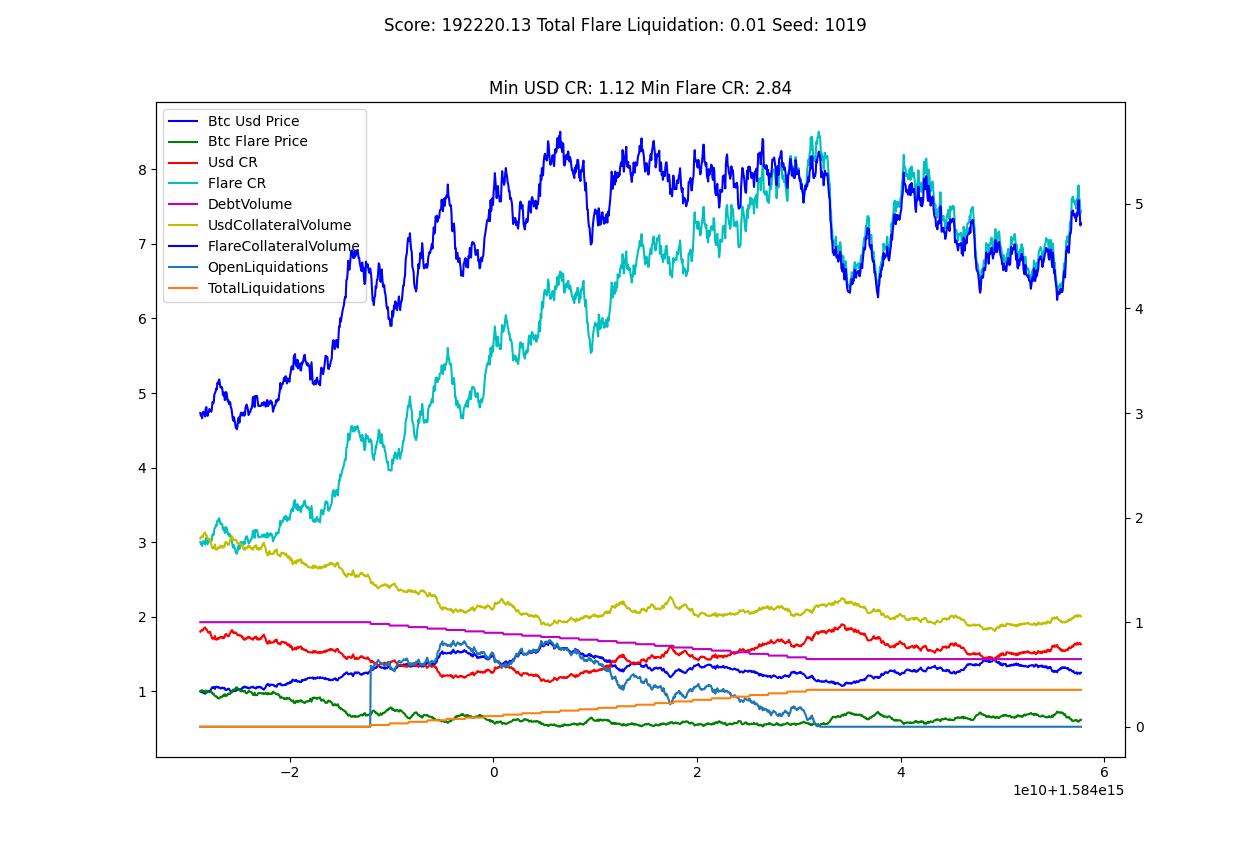 Score: 192220.13 Total Flare Liquidation: 0.01 Seed: 1019
Min USD CR: 1.12 Min Flare CR: 2.84
Btc Usd Price
Btc Flare Price
Usd CR
Flare CR
DebtVolume
UsdCollateralVolume
FlareCollateralVolume
OpenLiquidations
TotalLiquidations
8
7
6
5
4
3
2
1
5
4
3
2
1
0
−2
0
2
4
6
1e10+1.584e15